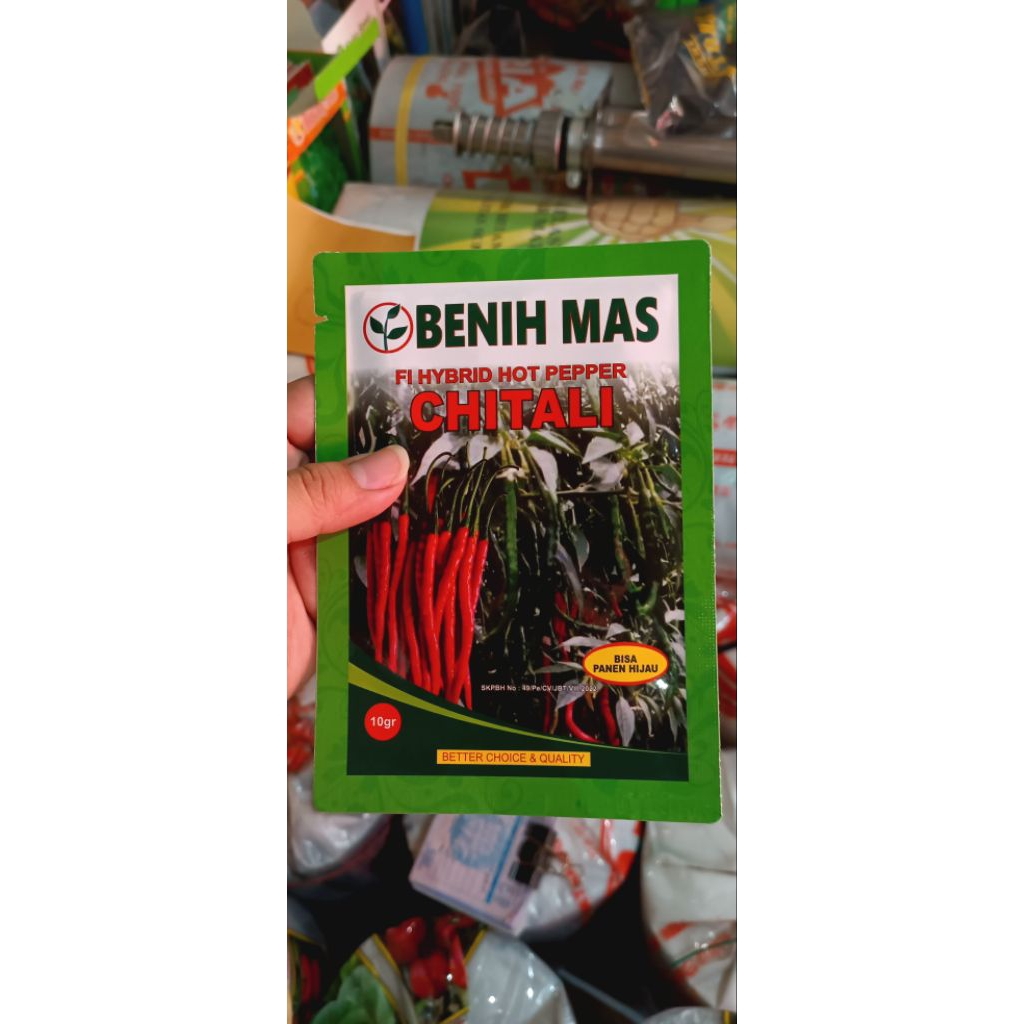 BENIH MAS
FI HYBRID HOT PEPPER
CHITALI
BISA
PANEN HIJAU
10gr
BETTER CHOICE & QUALITY